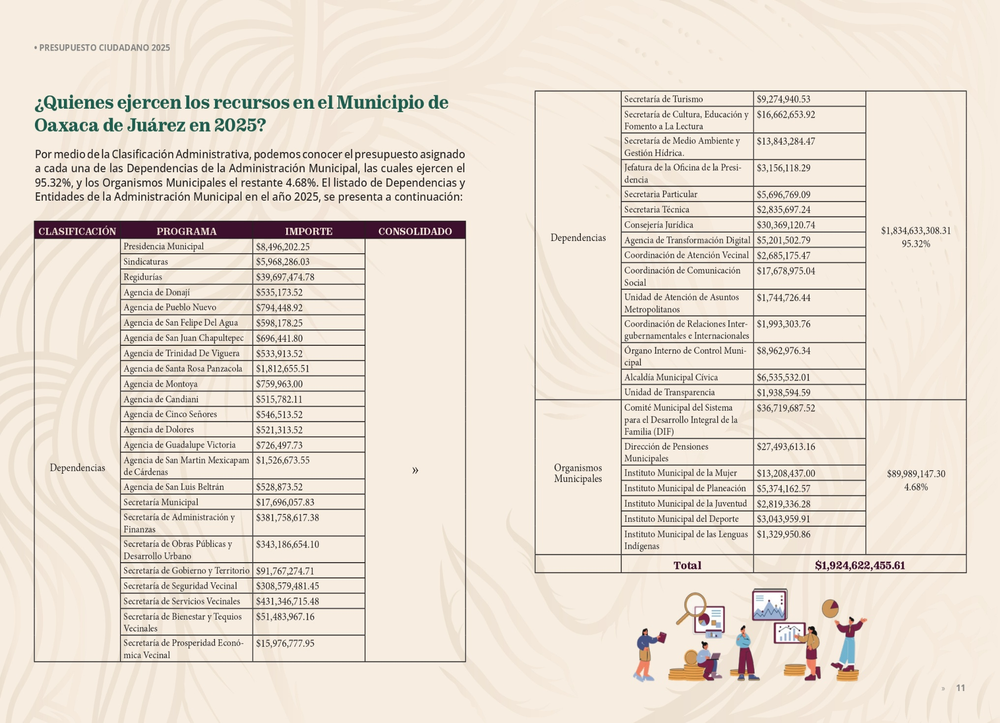 • PRESUPUESTO CIUDADANO 2025
¿Quienes ejercen los recursos en el Municipio de
Oaxaca de Juárez en 2025?
Por medio de la Clasificación Administrativa, podemos conocer el presupuesto asignado
a cada una de las Dependencias de la Administración Municipal, las cuales ejercen el
95.32%, y los Organismos Municipales el restante 4.68%. El listado de Dependencias y
Entidades de la Administración Municipal en el año 2025, se presenta a continuación:
CLASIFICACIÓN PROGRAMA IMPORTE CONSOLIDADO
Presidencia Municipal $8,496,202.25
Sindicaturas $5,968,286.03
Regidurías $39,697,474.78
Agencia de Donají $535,173.52
Agencia de Pueblo Nuevo $794,448.92
Agencia de San Felipe Del Agua $598,178.25
Agencia de San Juan Chapultepec $696,441.80
Agencia de Trinidad De Viguera $533,913.52
Agencia de Santa Rosa Panzacola $1,812,655.51
Agencia de Montoya $759,963.00
Agencia de Candiani $515,782.11
Agencia de Cinco Señores $546,513.52
Agencia de Dolores $521,313.52
Agencia de Guadalupe Victoria $726,497.73
Agencia de San Martin Mexicapam $1,526,673.55
de Cárdenas
Dependencias »
Agencia de San Luis Beltrán $528,873.52
Secretaría Municipal $17,696,057.83
Secretaría de Administración y $381,758,617.38
Finanzas
Secretaría de Obras Públicas y $343,186,654.10
Desarrollo Urbano
Secretaría de Gobierno y Territorio $91,767,274.71
Secretaría de Seguridad Vecinal $308,579,481.45
Secretaría de Servicios Vecinales $431,346,715.48
Secretaría de Bienestar y Tequios $51,483,967.16
Vecinales
Secretaría de Prosperidad Econó- $15,976,777.95
mica Vecinal
Secretaría de Turismo $9,274,940.53
Secretaría de Cultura, Educación y $16,662,653.92
Fomento a La Lectura
Secretaría de Medio Ambiente y $13,843,284.47
Gestión Hídrica.
Jefatura de la Oficina de la Presi- $3,156,118.29
dencia
Secretaria Particular $5,696,769.09
Secretaria Técnica $2,835,697.24
Consejería Jurídica $30,369,120.74
$1,834,633,308.31
Dependencias Agencia de Transformación Digital $5,201,502.79
95.32%
Coordinación de Atención Vecinal $2,685,175.47
Coordinación de Comunicación $17,678,975.04
Social
Unidad de Atención de Asuntos $1,744,726.44
Metropolitanos
Coordinación de Relaciones Inter- $1,993,303.76
gubernamentales e Internacionales
Órgano Interno de Control Muni- $8,962,976.34
cipal
Alcaldía Municipal Cívica $6,535,532.01
Unidad de Transparencia $1,938,594.59
Comité Municipal del Sistema $36,719,687.52
para el Desarrollo Integral de la
Familia (DIF)
Dirección de Pensiones $27,493,613.16
Municipales
Organismos
Municipales
Instituto Municipal de la Mujer $13,208,437.00 $89,989,147.30
4.68%
Instituto Municipal de Planeación $5,374,162.57
Instituto Municipal de la Juventud $2,819,336.28
Instituto Municipal del Deporte $3,043,959.91
Instituto Municipal de las Lenguas $1,329,950.86
Indígenas
Total $1,924,622,455.61
» 11